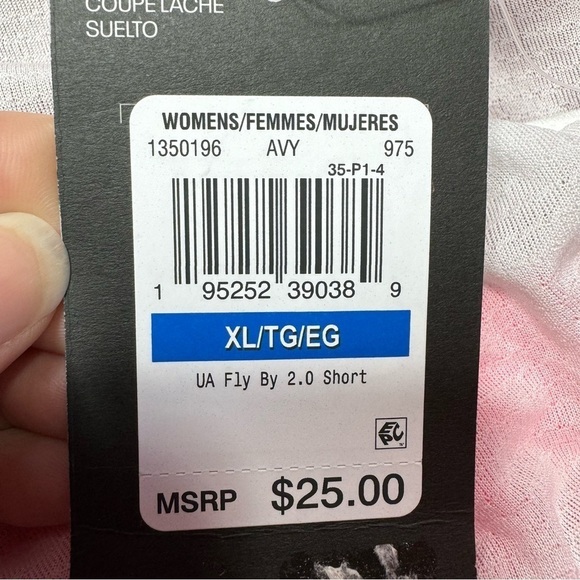 COUPE LÂCHE
SUELTO
WOMENS/FEMMES/MUJERES
1350196 AVY 975
35-P1-4
1 95252 39038 9
XL/TG/EG
UA Fly By 2.0 Short
EPC
MSRP $25.00